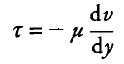 τ = − μ dv/dy